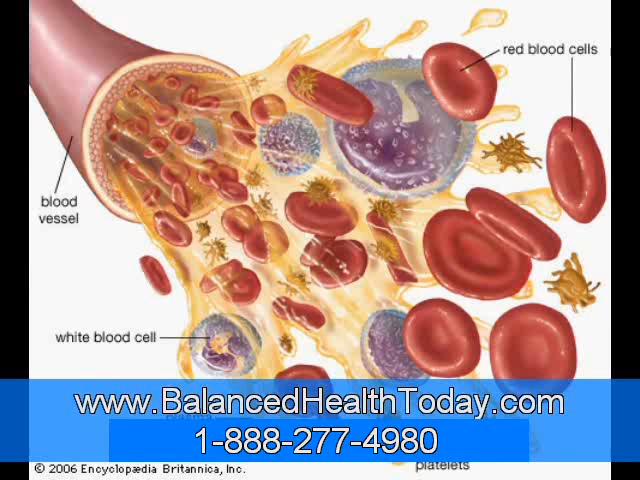 red blood cells
blood
vessel
white blood cell
www.BalancedHealthToday.com
1-888-277-4980
platelets
© 2006 Encyclopædia Britannica, Inc.